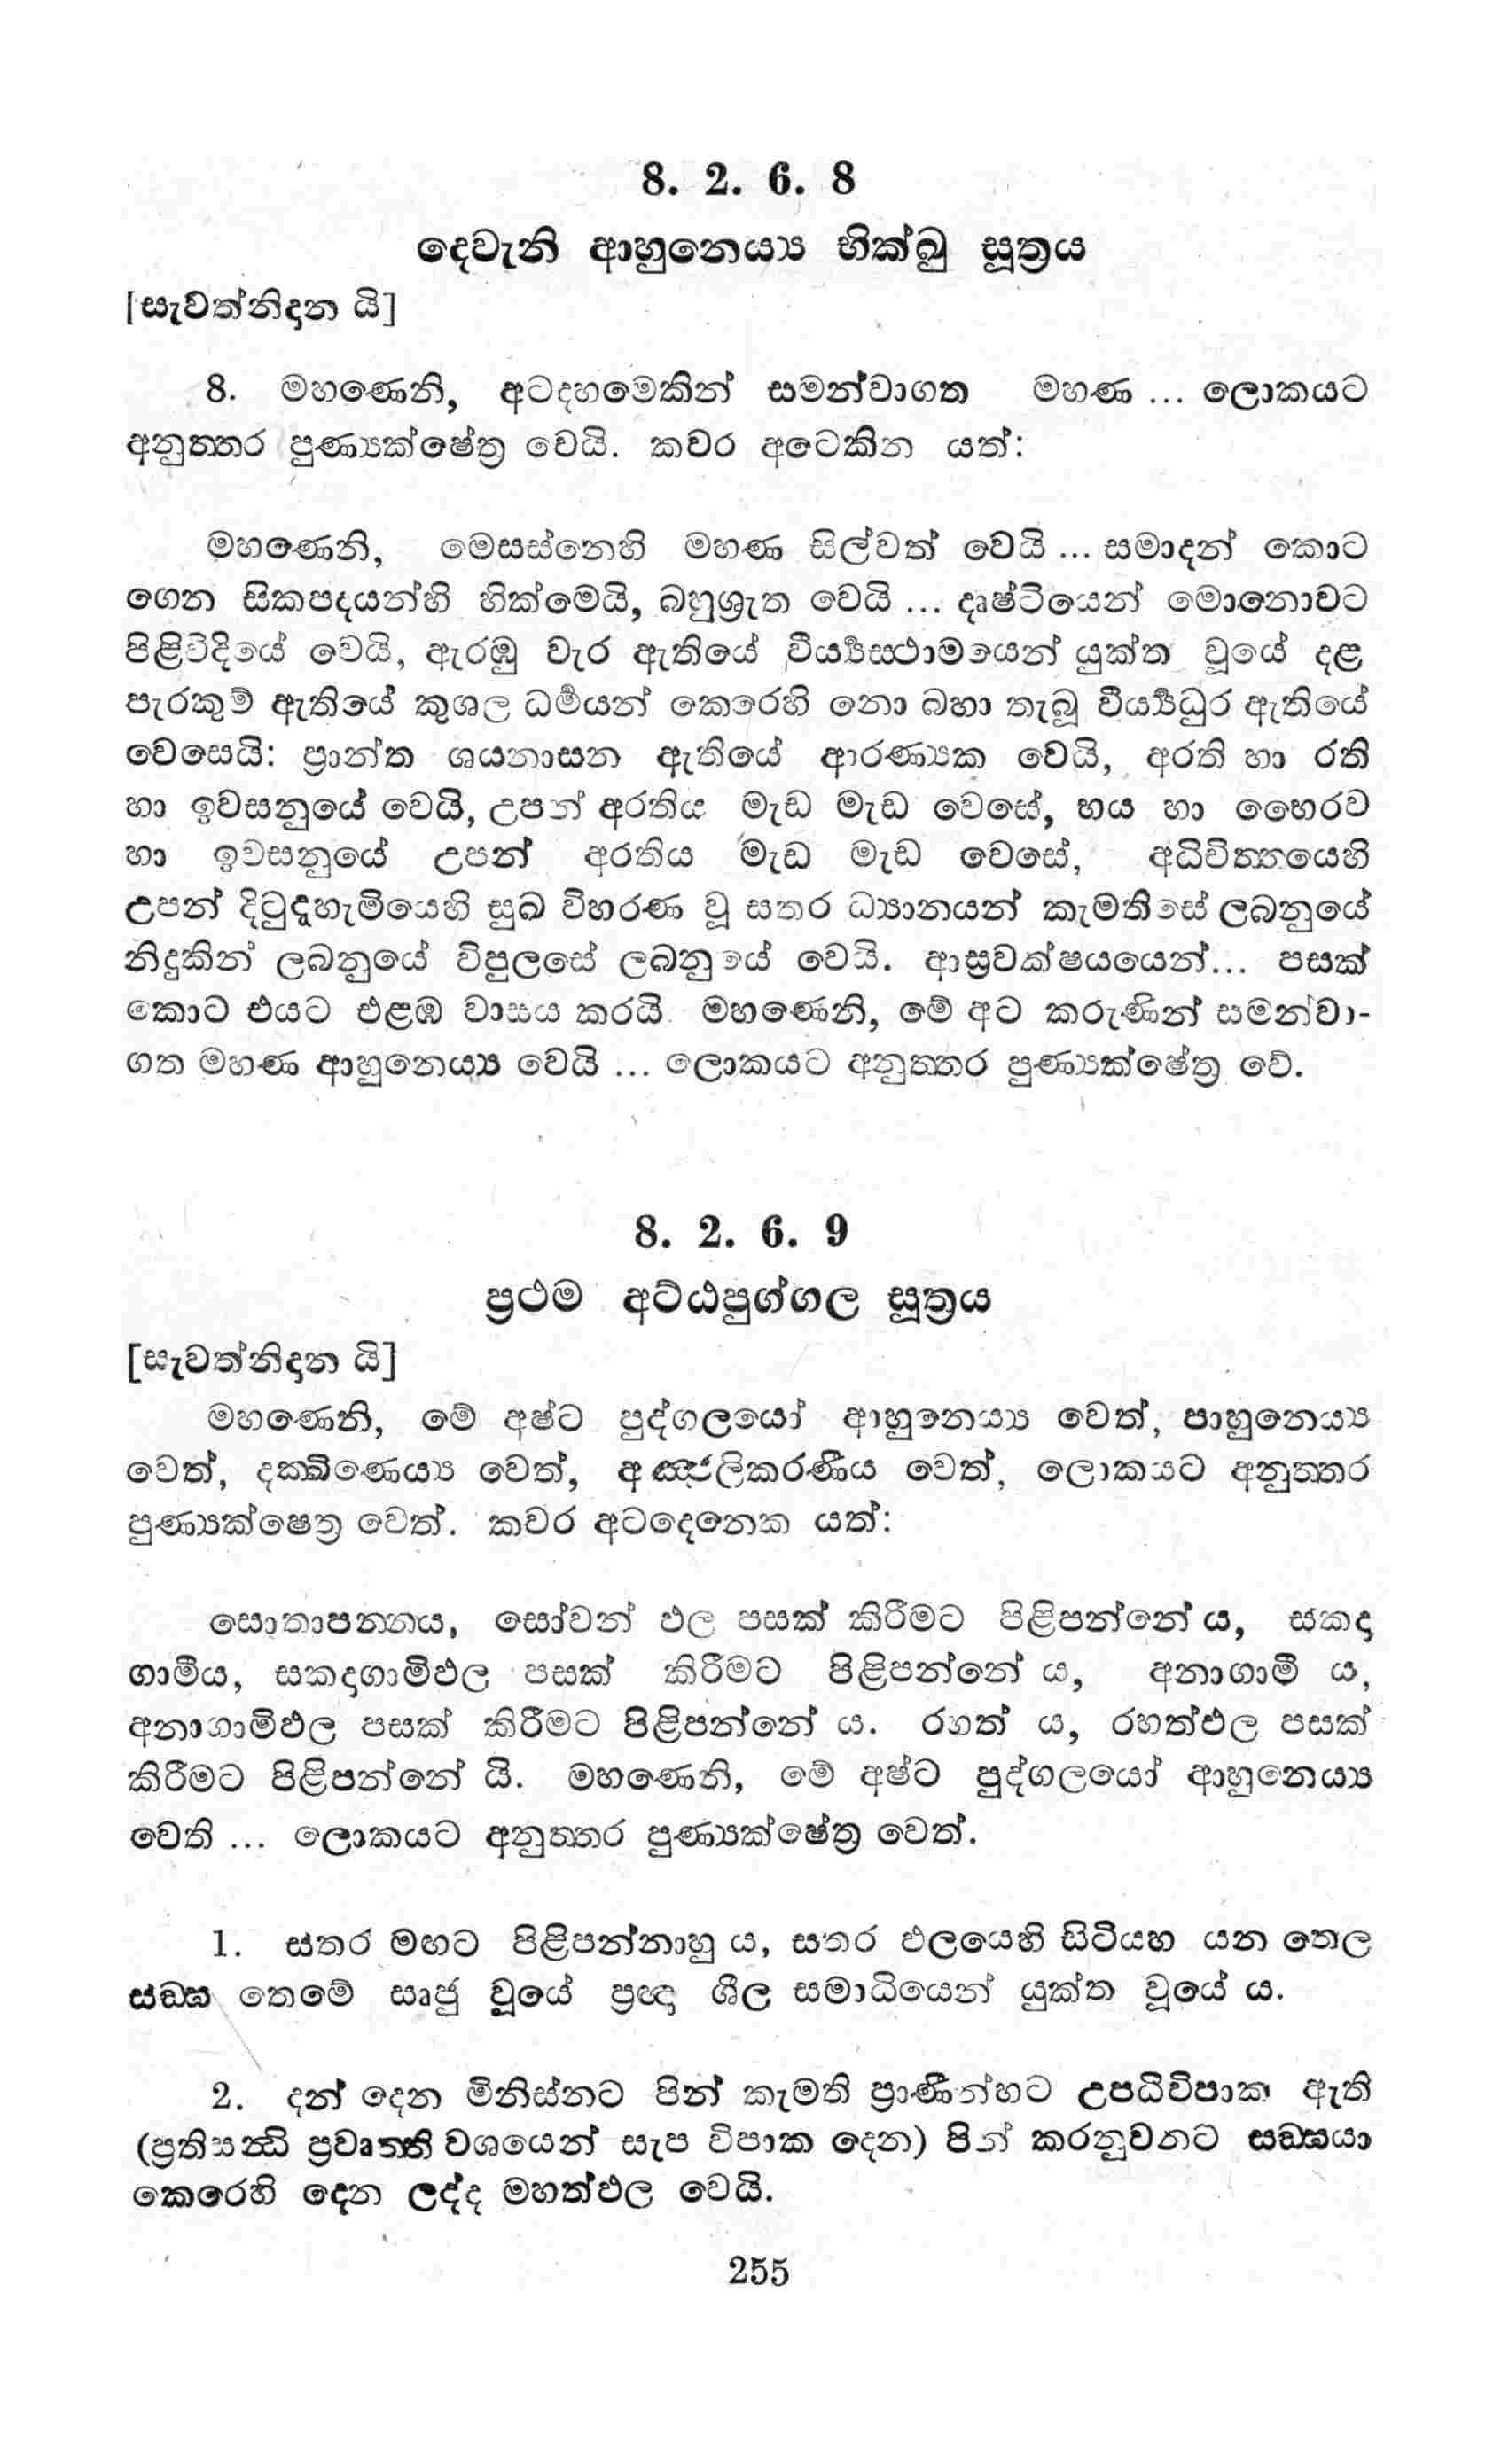 8. 2. 6. 8
දෙවැනි ආහුනෙය්‍ය භික්ඛු සූත්‍රය
[සැවත්නිදාන යි]
8. මහණෙනි, අටදහමෙකින් සමන්වාගත මහණ ... ලොකයට
අනුත්තර පුණ්‍යක්ෂේත්‍ර වෙයි. කවර අටෙකින යත්:
මහණෙනි, මෙසස්නෙහි මහණ සිල්වත් වෙයි ... සමාදන් කොට
ගෙන සිකපදයන්හි හික්මෙයි, බහුශ්‍රැත වෙයි ... දෘෂ්ටියෙන් මොනොවට
පිළිවිදියේ වෙයි, ඇරඹූ වැර ඇතියේ වීර්‍ය්‍යස්ථාමයෙන් යුක්ත වූයේ දළ
පැරකුම් ඇතියේ කුශල ධර්‍මයන් කෙරෙහි නො බහා තැබූ වීර්‍ය්‍යධුර ඇතියේ
වෙසෙයි: ප්‍රාන්ත ශයනාසන ඇතියේ ආරණ්‍යක වෙයි, අරති හා රති
හා ඉවසනුයේ වෙයි, උපන් අරතිය මැඩ මැඩ වෙසේ, භය හා භෛරව
හා ඉවසනුයේ උපන් අරතිය මැඩ මැඩ වෙසේ, අධිචිත්තයෙහි
උපන් දිටුදැහැමියෙහි සුඛ විහරණ වූ සතර ධ්‍යානයන් කැමතිසේ ලබනුයේ
නිදුකින් ලබනුයේ විපුලසේ ලබනුයේ වෙයි. ආස්‍රවක්ෂයයෙන්... පසක්
කොට එයට එළඹ වාසය කරයි. මහණෙනි, මේ අට කරුණින් සමන්වා-
ගත මහණ ආහුනෙය්‍ය වෙයි ... ලොකයට අනුත්තර පුණ්‍යක්ෂේත්‍ර වේ.
8. 2. 6. 9
ප්‍රථම අට්ඨපුග්ගල සූත්‍රය
[සැවත්නිදාන යි]
මහණෙනි, මේ අෂ්ට පුද්ගලයෝ ආහුනෙය්‍ය වෙත්, පාහුනෙය්‍ය
වෙත්, දක්ඛිණෙය්‍ය වෙත්, අඤ්ජලිකරණීය වෙත්, ලොකයට අනුත්තර
පුණ්‍යක්ෂෙත්‍ර වෙත්. කවර අටදෙනෙක යත්:
සොතාපන්නය, සෝවන් ඵල පසක් කිරීමට පිළිපන්නේ ය, සකදා
ගාමීය, සකදාගාමිඵල පසක් කිරීමට පිළිපන්නේ ය, අනාගාමී ය,
අනාගාමිඵල පසක් කිරීමට පිළිපන්නේ ය. රහත් ය, රහත්ඵල පසක්
කිරීමට පිළිපන්නේ යි. මහණෙනි, මේ අෂ්ට පුද්ගලයෝ ආහුනෙය්‍ය
වෙති ... ලොකයට අනුත්තර පුණ්‍යක්ෂේත්‍ර වෙත්.
1. සතර මඟට පිළිපන්නාහු ය, සතර ඵලයෙහි සිටියහ යන තෙල
සඞ්ඝ තෙමේ ඍජු වූයේ ප්‍රඥා ශීල සමාධියෙන් යුක්ත වූයේ ය.
2. දන් දෙන මිනිස්නට පින් කැමති ප්‍රාණීන්හට උපධිවිපාක ඇති
(ප්‍රතිසන්ධි ප්‍රවෘත්ති වශයෙන් සැප විපාක දෙන) පින් කරනුවනට සඞ්ඝයා
කෙරෙහි දෙන ලද්ද මහත්ඵල වෙයි.
255